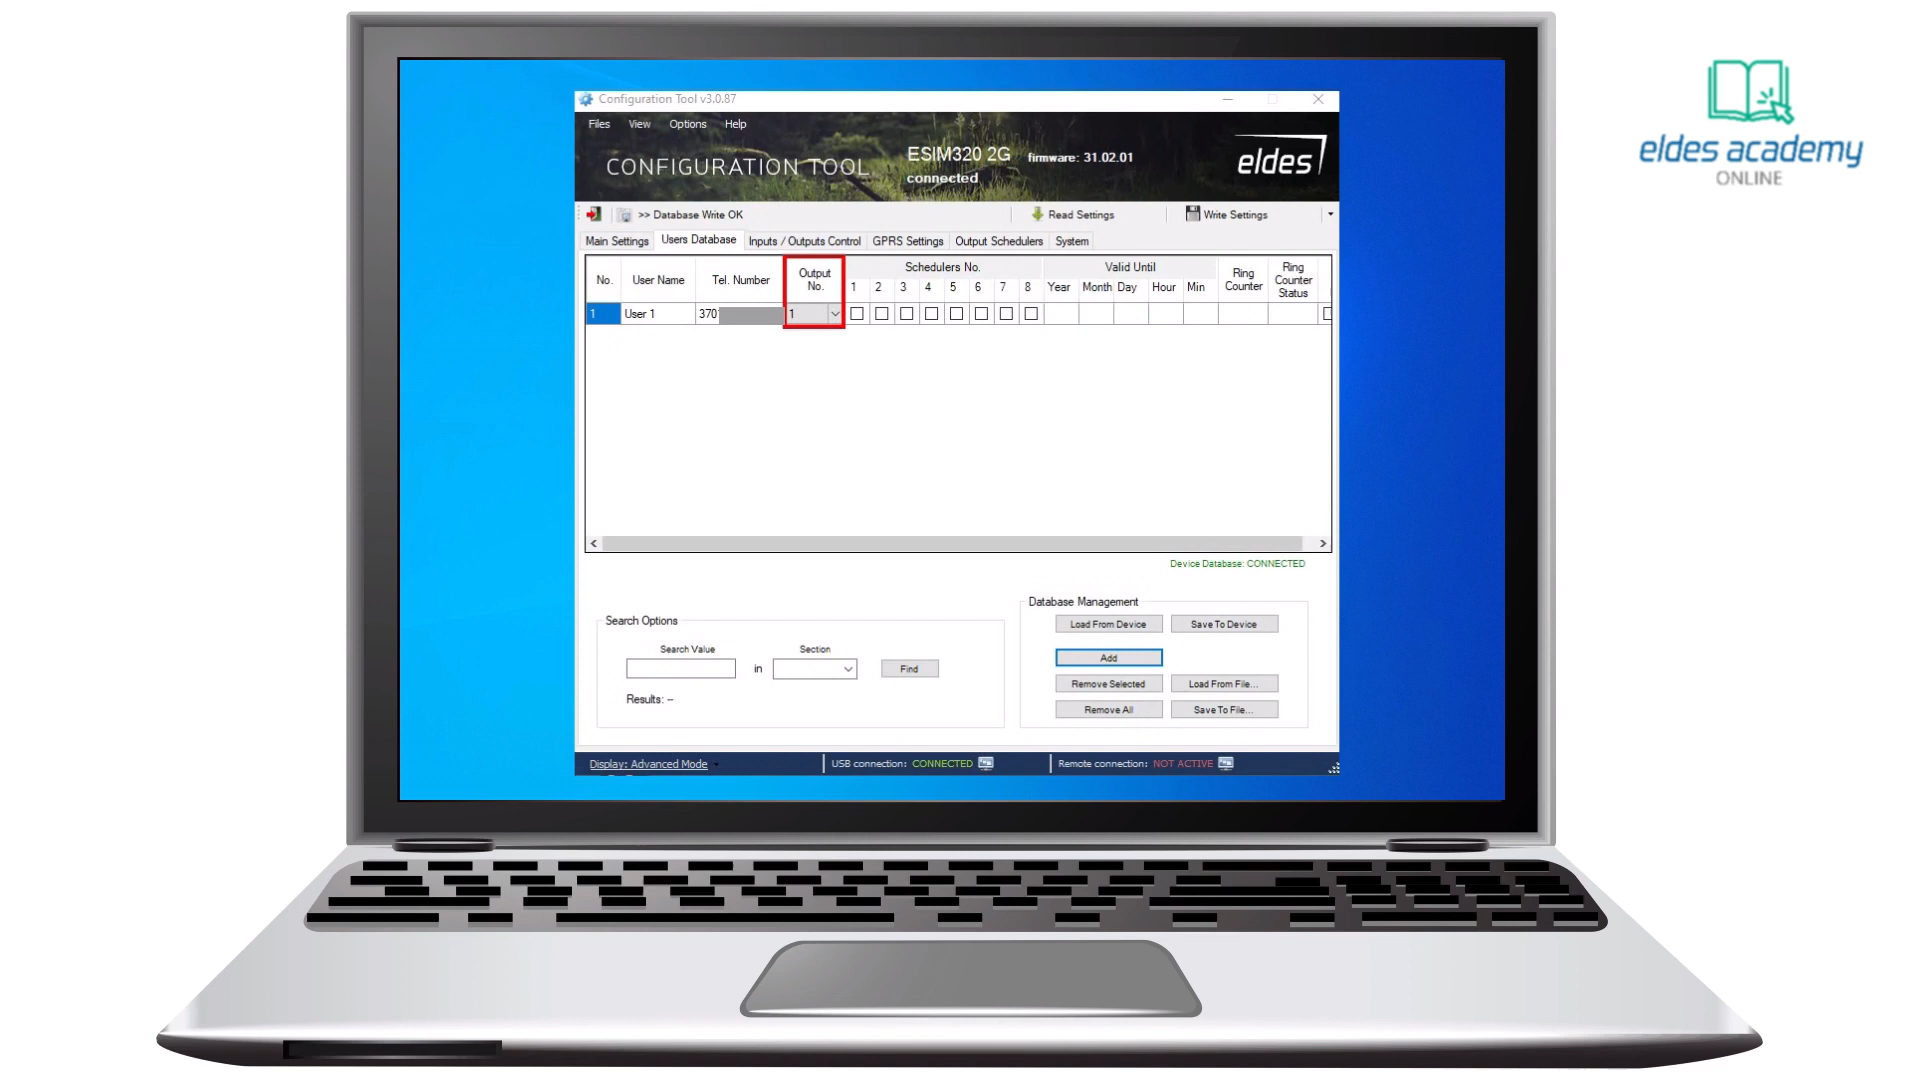 eldes academy
ONLINE
Configuration Tool v3.0.87
Files View Options Help
CONFIGURATION TOOL
ESIM320 2G firmware: 31.02.01
connected
eldes
>> Database Write OK Read Settings Write Settings
Main Settings Users Database Inputs / Outputs Control GPRS Settings Output Schedulers System
No. User Name Tel. Number Output No. Schedulers No. Valid Until Ring Counter Ring Counter Status
1 2 3 4 5 6 7 8 Year Month Day Hour Min
1 User 1 370 1
Device Database: CONNECTED
Database Management
Load From Device Save To Device
Add
Remove Selected Load From File...
Remove All Save To File...
Search Options
Search Value Section
in Find
Results: --
Display: Advanced Mode USB connection: CONNECTED Remote connection: NOT ACTIVE